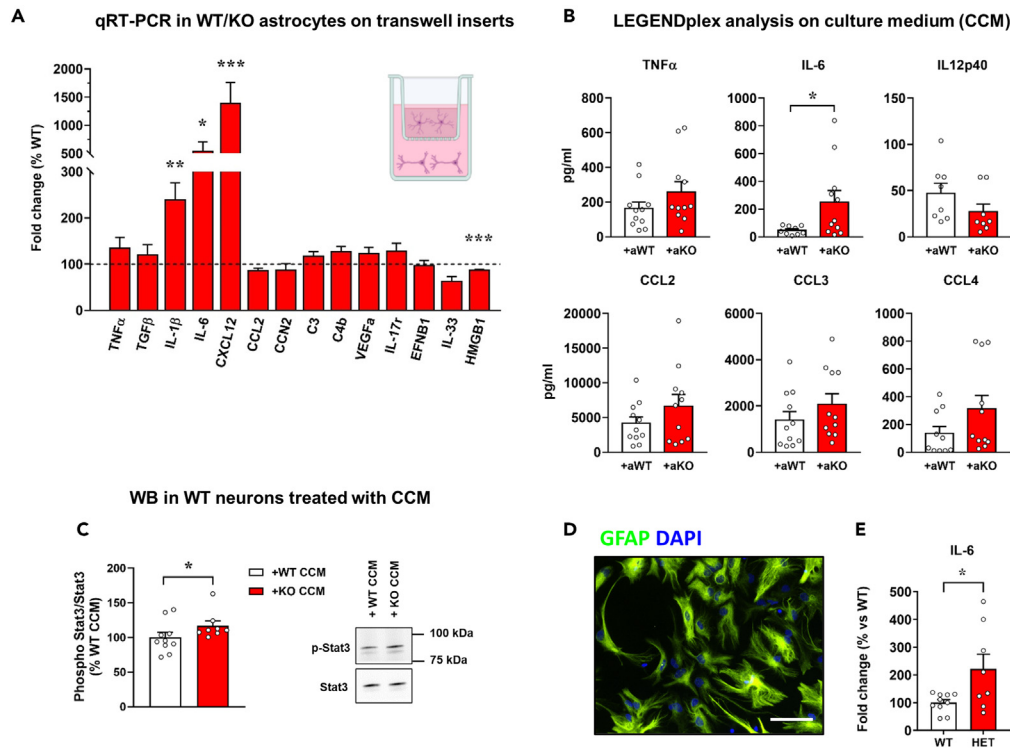 A
qRT-PCR in WT/KO astrocytes on transwell inserts
Fold change (% WT)
2000
1500
1000
500
300
200
100
0
***
*
**
***
TNFα
TGFβ
IL-1β
IL-6
CXCL12
CCL2
CCN2
C3
C4b
VEGFa
IL-17r
EFNB1
IL-33
HMGB1
B
LEGENDplex analysis on culture medium (CCM)
TNFα
pg/ml
800
600
400
200
0
+aWT +aKO
IL-6
*
1000
800
600
400
200
0
+aWT +aKO
IL12p40
150
100
50
0
+aWT +aKO
CCL2
pg/ml
20000
15000
10000
5000
0
+aWT +aKO
CCL3
6000
4000
2000
0
+aWT +aKO
CCL4
1000
800
600
400
200
0
+aWT +aKO
WB in WT neurons treated with CCM
C
Phospho Stat3/Stat3
(% WT CCM)
200
150
100
50
0
*
+WT CCM
+KO CCM
+ WT CCM
+ KO CCM
p-Stat3
100 kDa
75 kDa
Stat3
D
GFAP DAPI
E
IL-6
Fold change (% vs WT)
500
400
300
200
100
0
*
WT HET